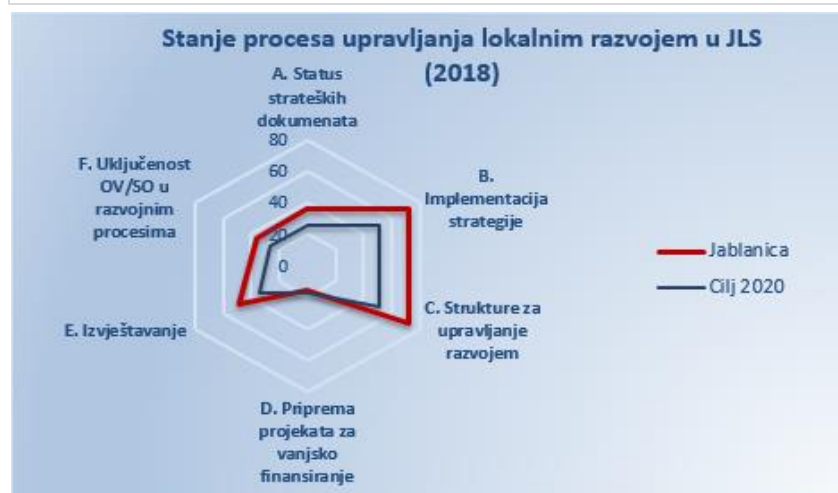 Stanje procesa upravljanja lokalnim razvojem u JLS
(2018)
A. Status
strateških
dokumenata
80
60
40
20
0
B.
Implementacija
strategije
C. Strukture za
upravljanje
razvojem
D. Priprema
projekata za
vanjsko
finansiranje
E. Izvještavanje
F. Uključenost
OV/SO u
razvojnim
procesima
Jablanica
Cilj 2020